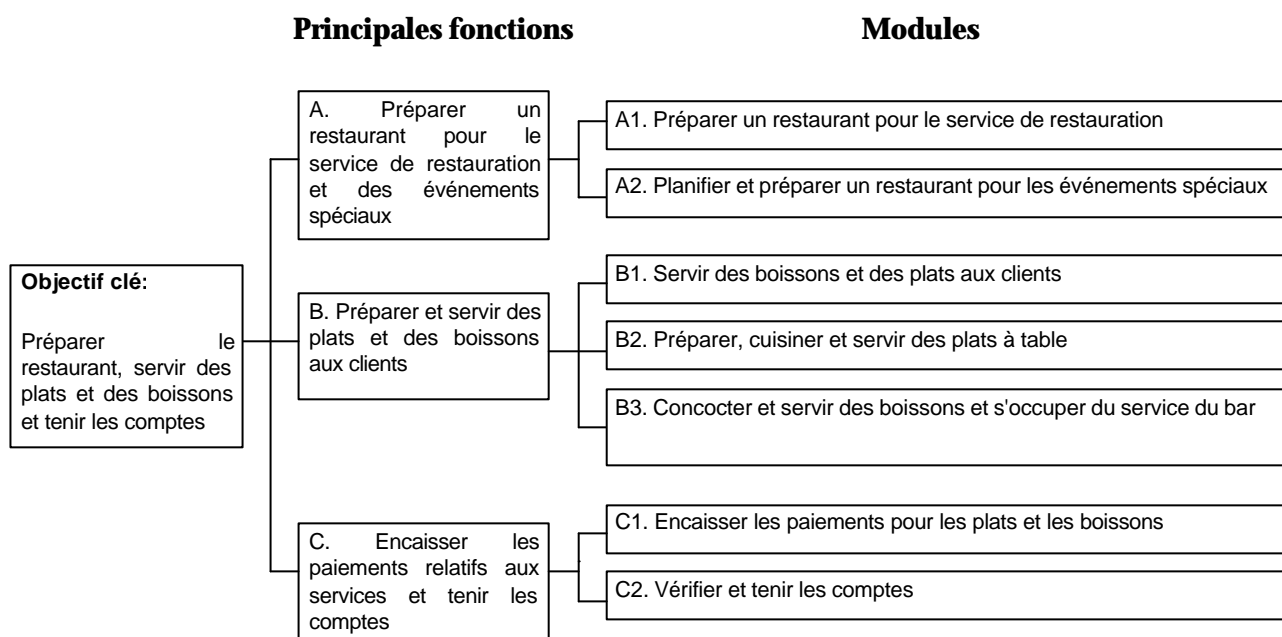 Principales fonctions
Modules
Objectif clé:
Préparer le
restaurant, servir des
plats et des boissons
et tenir les comptes
A. Préparer un
restaurant pour le
service de restauration
et des événements
spéciaux
A1. Préparer un restaurant pour le service de restauration
A2. Planifier et préparer un restaurant pour les événements spéciaux
B. Préparer et servir des
plats et des boissons
aux clients
B1. Servir des boissons et des plats aux clients
B2. Préparer, cuisiner et servir des plats à table
B3. Concocter et servir des boissons et s'occuper du service du bar
C. Encaisser les
paiements relatifs aux
services et tenir les
comptes
C1. Encaisser les paiements pour les plats et les boissons
C2. Vérifier et tenir les comptes